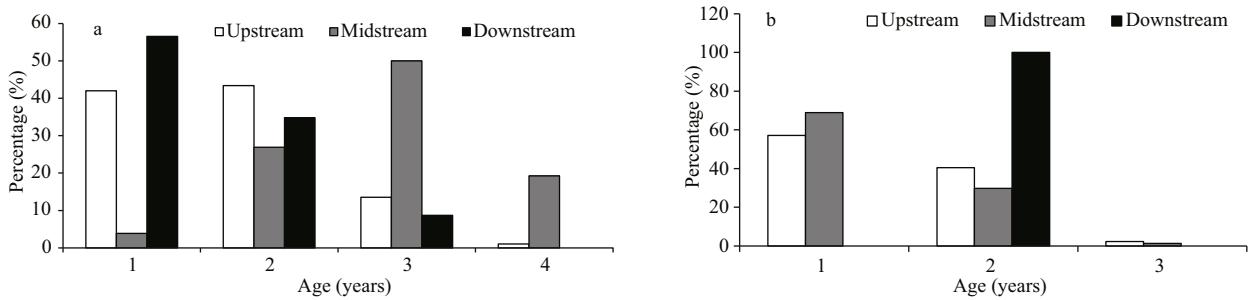 a
Upstream Midstream Downstream
Percentage (%)
60
50
40
30
20
10
0
1 2 3 4
Age (years)
b
Upstream Midstream Downstream
Percentage (%)
120
100
80
60
40
20
0
1 2 3
Age (years)